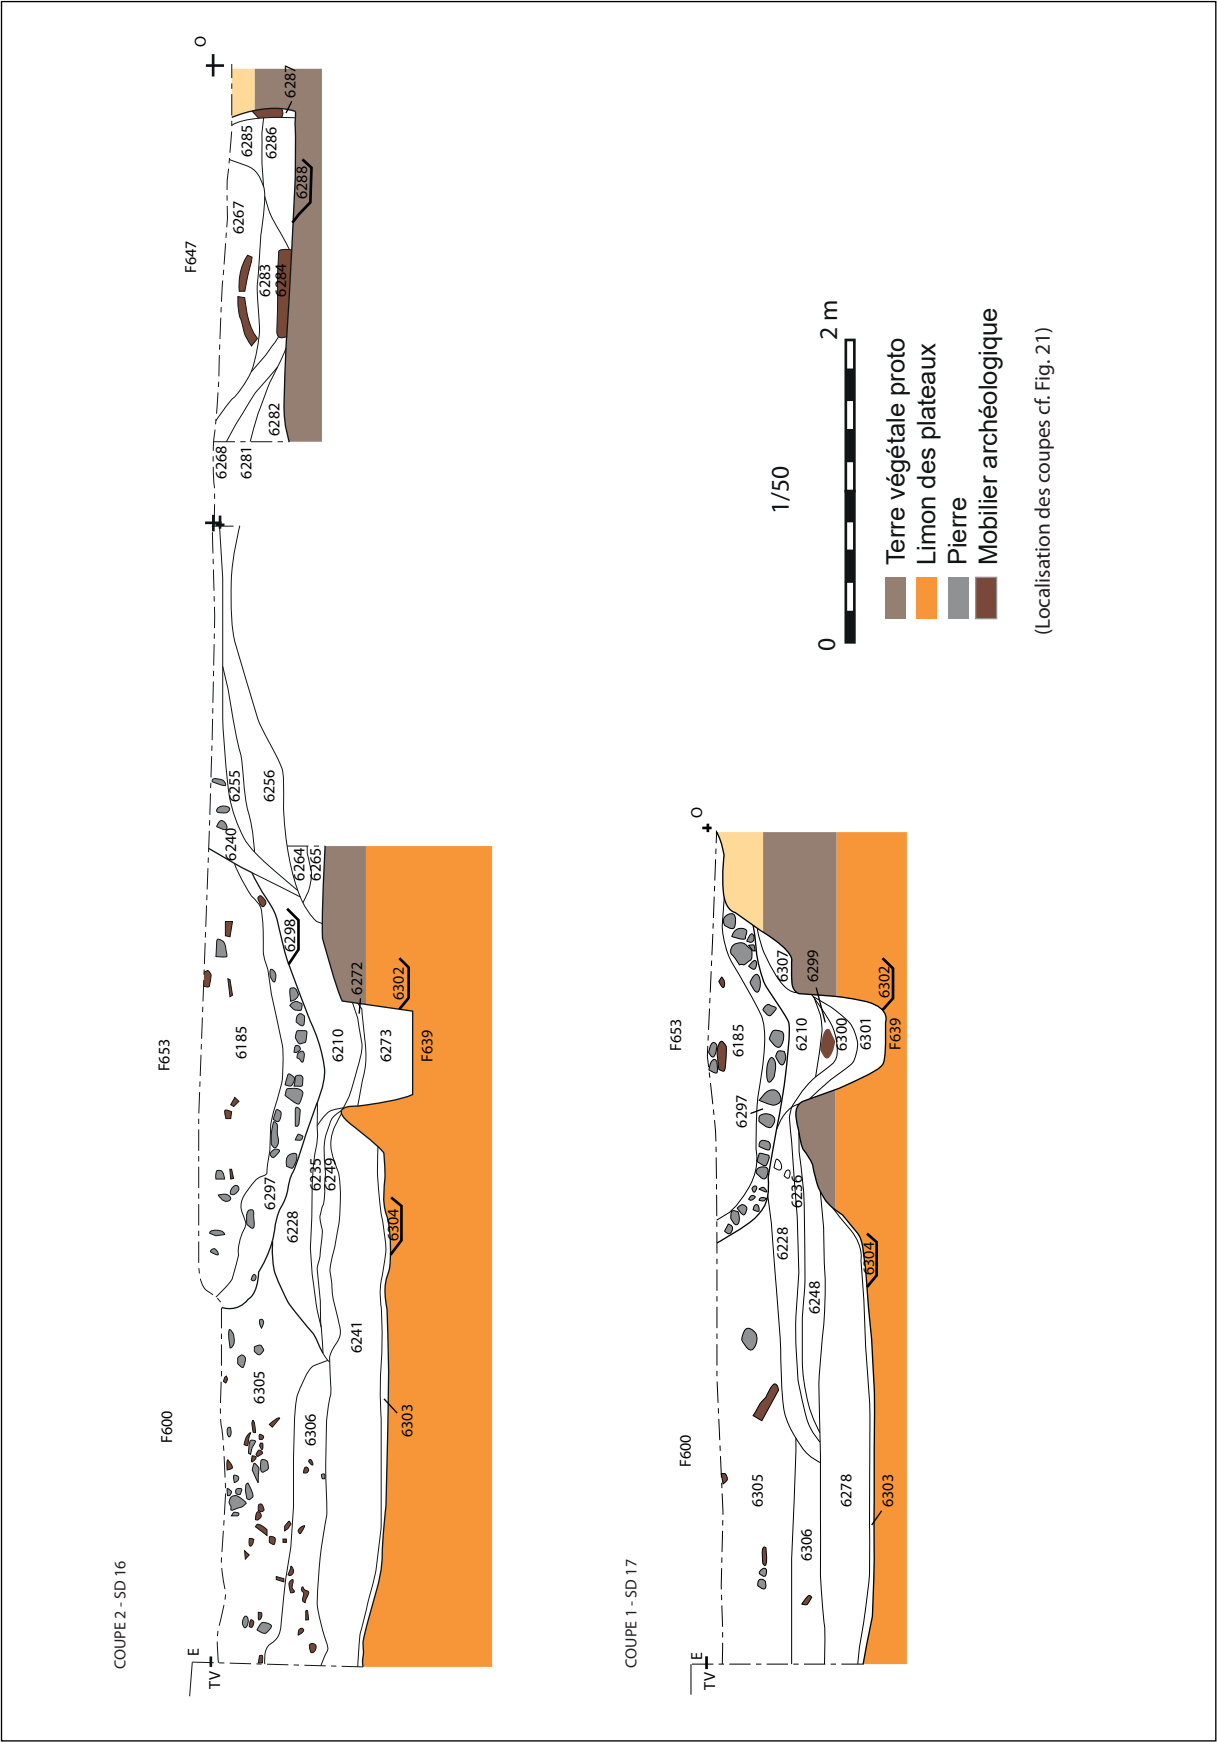 COUPE 2 - SD 16
E
TV
F600
F653
F647
O
6305
6306
6303
6241
6304
6297
6228
6235
6249
6185
6210
6272
6273
F639
6302
6298
6264
6265
6240
6255
6256
6268
6281
6282
6267
6283
6284
6285
6286
6287
6288
COUPE 1 - SD 17
E
TV
F600
F653
O
6305
6306
6278
6303
6304
6248
6228
6236
6297
6185
6210
6307
6299
6300
6301
6302
F639
1/50
0
2 m
Terre végétale proto
Limon des plateaux
Pierre
Mobilier archéologique
(Localisation des coupes cf. Fig. 21)